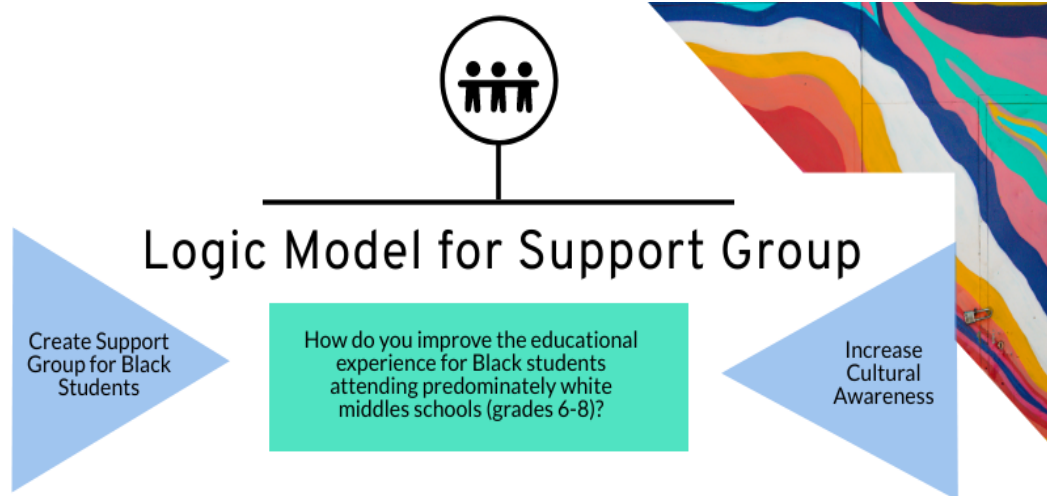 Logic Model for Support Group
Create Support
Group for Black
Students
How do you improve the educational
experience for Black students
attending predominately white
middles schools (grades 6-8)?
Increase
Cultural
Awareness